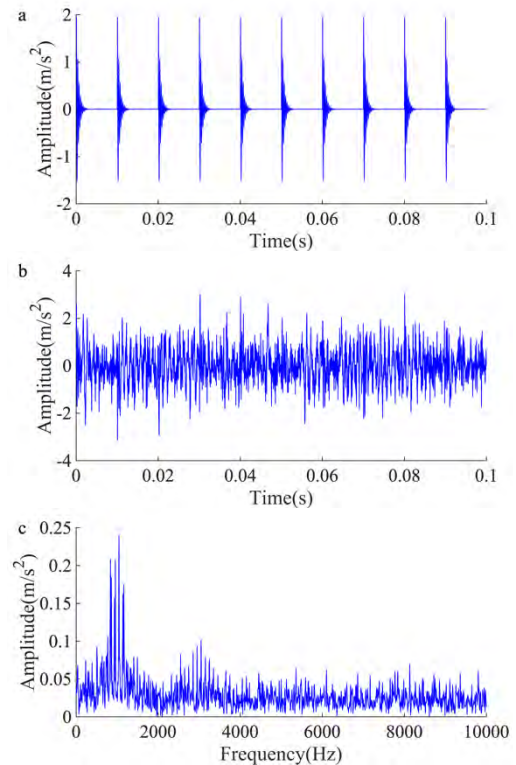 a
2
1
0
-1
-2
Amplitude(m/s²)
0 0.02 0.04 0.06 0.08 0.1
Time(s)
b
4
2
0
-2
-4
Amplitude(m/s²)
0 0.02 0.04 0.06 0.08 0.1
Time(s)
c
0.25
0.2
0.15
0.1
0.05
0
Amplitude(m/s²)
0 2000 4000 6000 8000 10000
Frequency(Hz)